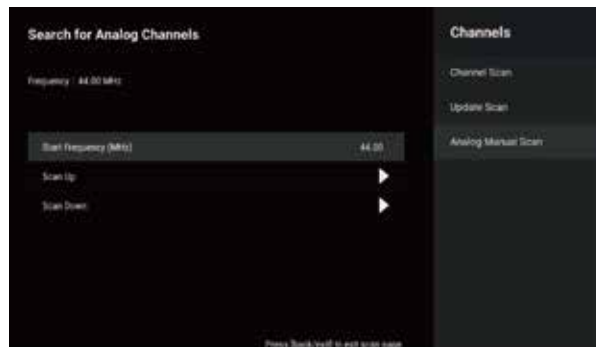 Search for Analog Channels
Frequency : 44.00 MHz
Start Frequency (MHz) 44.00
Scan Up
Scan Down
Press 'back/exit' to exit scan page
Channels
Channel Scan
Update Scan
Analog Manual Scan